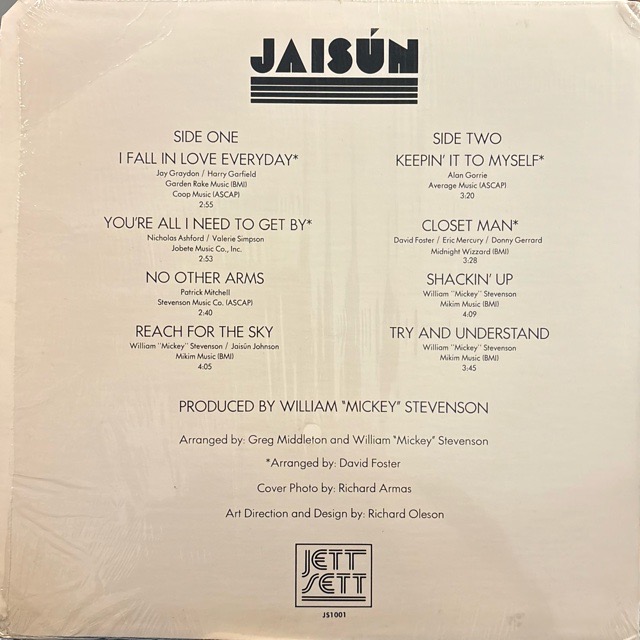 JAISÚN
SIDE ONE
I FALL IN LOVE EVERYDAY*
Jay Graydon / Harry Garfield
Garden Rake Music (BMI)
Coop Music (ASCAP)
2:55
YOU'RE ALL I NEED TO GET BY*
Nicholas Ashford / Valerie Simpson
Jobete Music Co., Inc.
2:53
NO OTHER ARMS
Patrick Mitchell
Stevenson Music Co. (ASCAP)
2:40
REACH FOR THE SKY
William "Mickey" Stevenson / Jaisún Johnson
Mikim Music (BMI)
4:05
SIDE TWO
KEEPIN' IT TO MYSELF*
Alan Gorrie
Average Music (ASCAP)
3:20
CLOSET MAN*
David Foster / Eric Mercury / Donny Gerrard
Midnight Wizzard (BMI)
3:28
SHACKIN' UP
William "Mickey" Stevenson
Mikim Music (BMI)
4:09
TRY AND UNDERSTAND
William "Mickey" Stevenson
Mikim Music (BMI)
3:45
PRODUCED BY WILLIAM "MICKEY" STEVENSON
Arranged by: Greg Middleton and William "Mickey" Stevenson
*Arranged by: David Foster
Cover Photo by: Richard Armas
Art Direction and Design by: Richard Oleson
JETT
SETT
JS1001